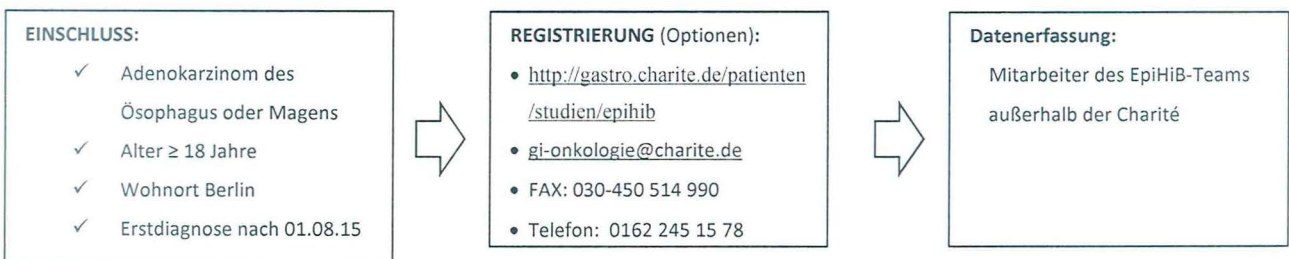 EINSCHLUSS:
✓ Adenokarzinom des
Ösophagus oder Magens
✓ Alter ≥ 18 Jahre
✓ Wohnort Berlin
✓ Erstdiagnose nach 01.08.15
REGISTRIERUNG (Optionen):
• http://gastro.charite.de/patienten
/studien/epihib
• gi-onkologie@charite.de
• FAX: 030-450 514 990
• Telefon: 0162 245 15 78
Datenerfassung:
Mitarbeiter des EpiHiB-Teams
außerhalb der Charité